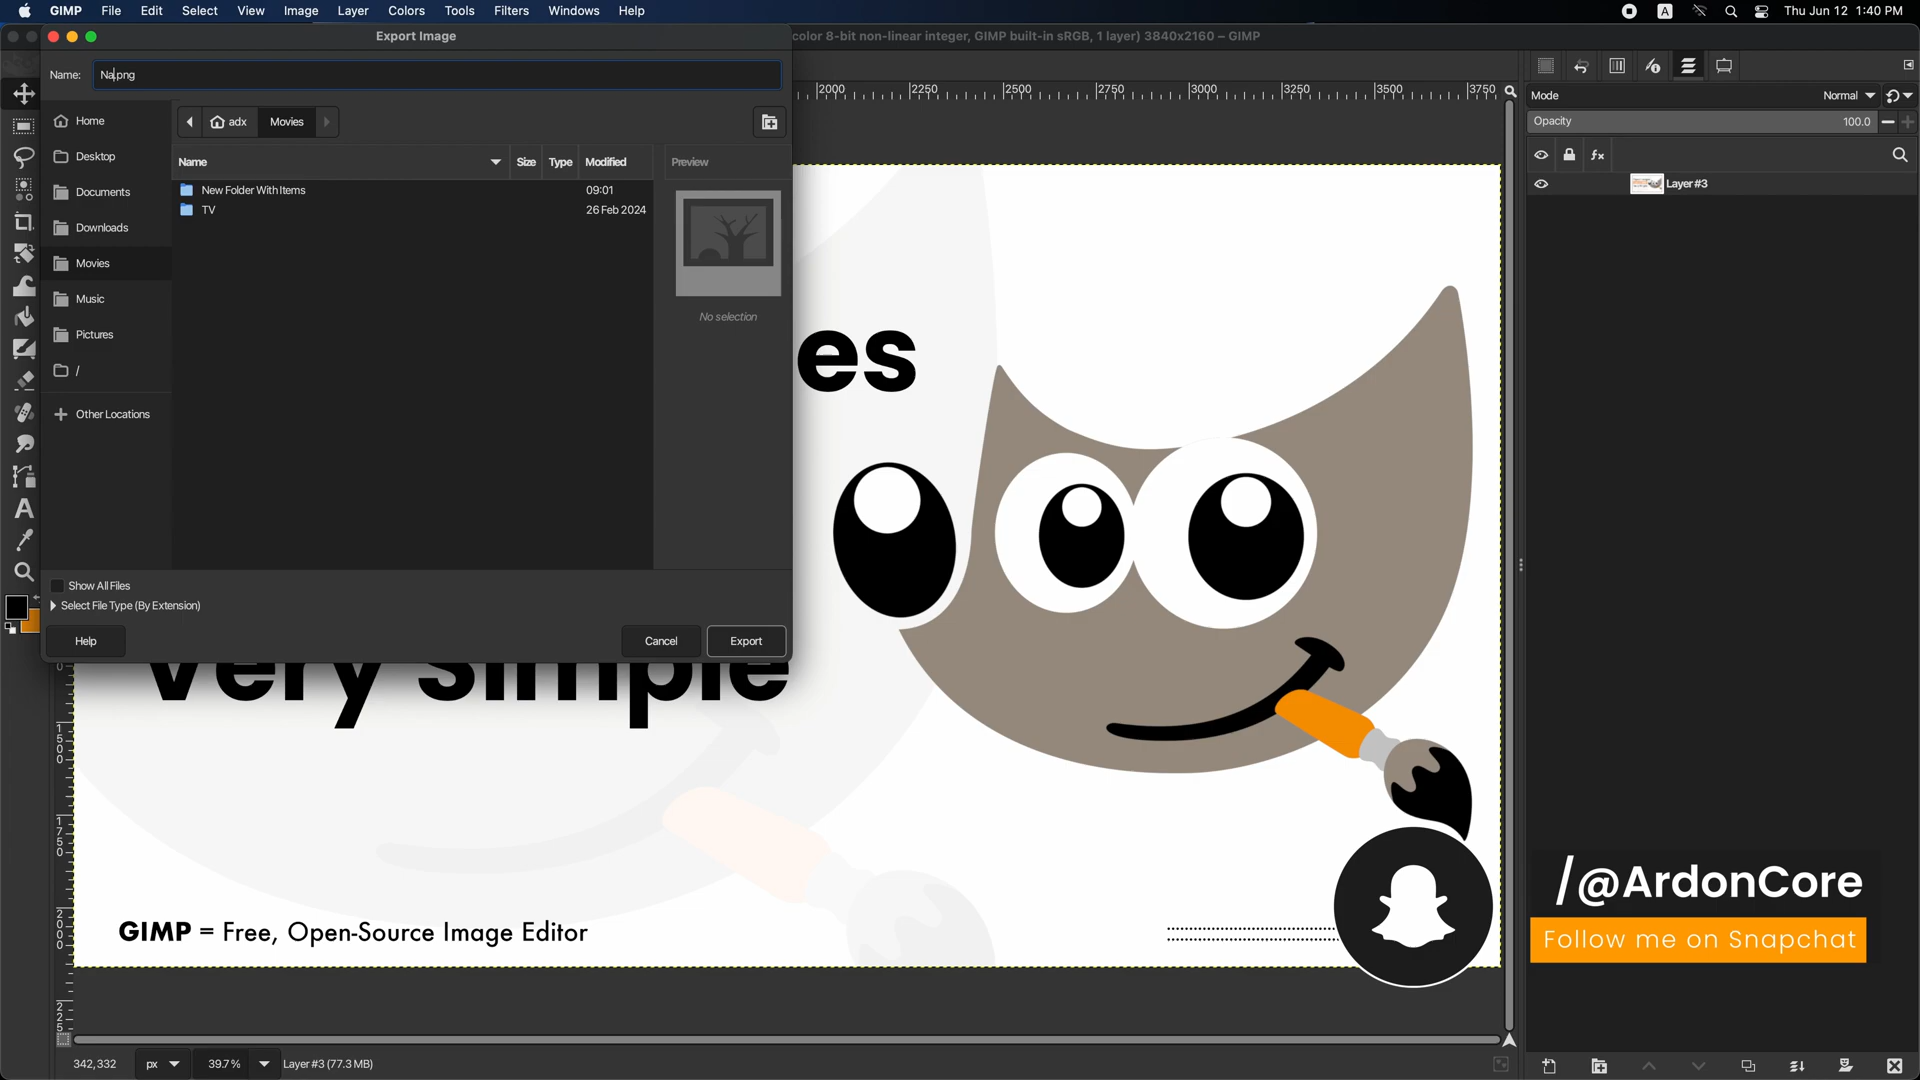 GIMP File Edit Select View Image Layer Colors Tools Filters Windows Help A Thu Jun 12 1:40 PM
Export Image
color 8-bit non-linear integer, GIMP built-in sRGB, 1 layer) 3840x2160 – GIMP
Name: Na.png
adx Movies
Name Size Type Modified Preview
New Folder With Items 09:01
TV 26 Feb 2024
No selection
Home
Desktop
Documents
Downloads
Movies
Music
Pictures
/
Other Locations
Show All Files
Select File Type (By Extension)
Help Cancel Export
2000 2250 2500 2750 3000 3250 3500 3750
Mode Normal
Opacity 100.0
fx
Layer #3
es
Very Simple
1500
1750
2000
GIMP = Free, Open-Source Image Editor
/@ArdonCore
Follow me on Snapchat
342,332 px 39.7% Layer #3 (77.3 MB)